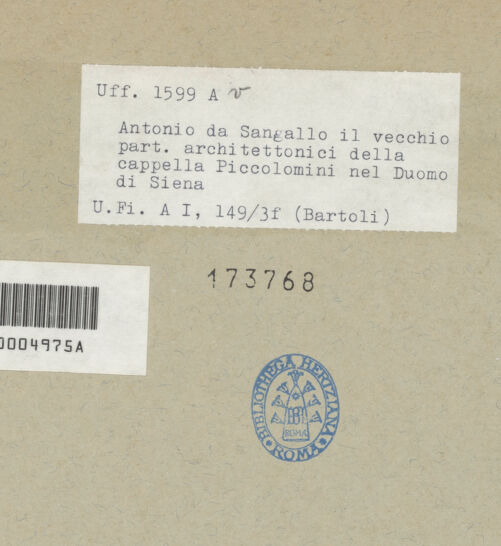 Uff. 1599 A v
Antonio da Sangallo il vecchio
part. architettonici della
cappella Piccolomini nel Duomo
di Siena
U.Fi. A I, 149/3f (Bartoli)
173768
0004975A
BIBLIOTHECA HERTZIANA
ROMA
ROMA